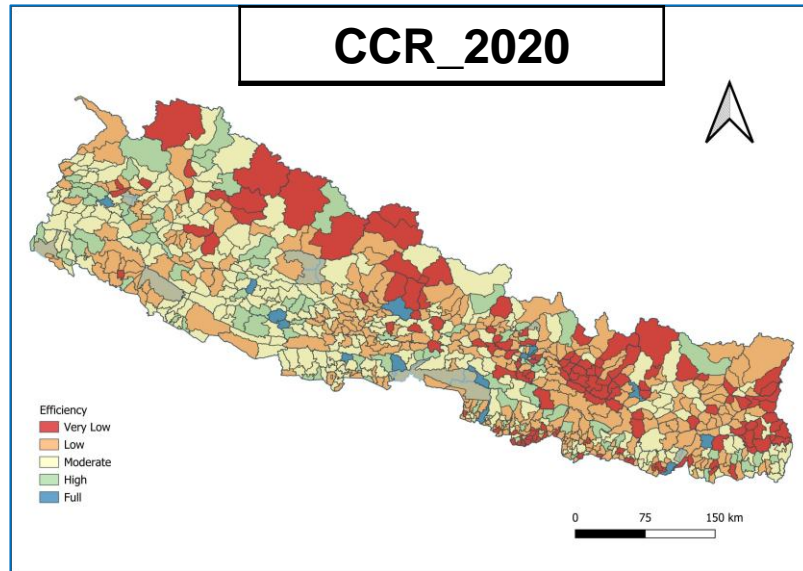 CCR_2020
Efficiency
Very Low
Low
Moderate
High
Full
0 75 150 km